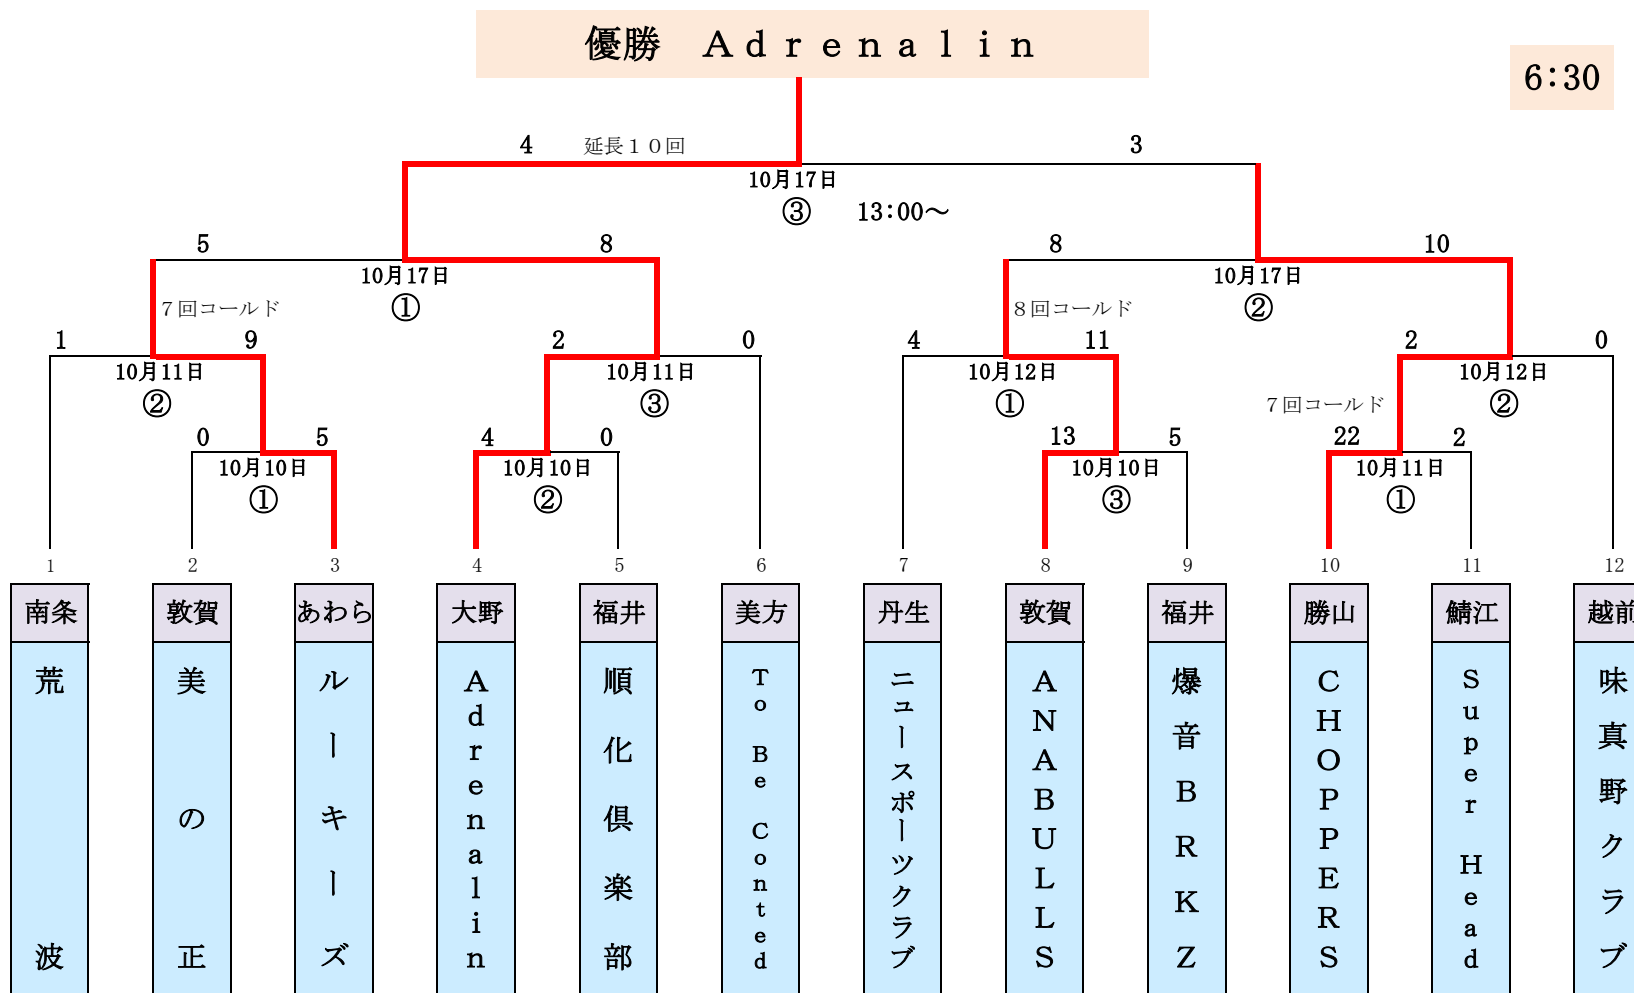 優勝　Ａｄｒｅｎａｌｉｎ
6:30
4 延長１０回 3
10月17日
③ 13:00～
5 8 8 10
10月17日 10月17日
① ②
７回コールド ８回コールド
1 9 2 0 4 11 2 0
10月11日 10月11日 10月12日 10月12日
② ③ ① ②
７回コールド
0 5 4 0 13 5 22 2
10月10日 10月10日 10月10日 10月11日
① ② ③ ①
1 2 3 4 5 6 7 8 9 10 11 12
南条 敦賀 あわら 大野 福井 美方 丹生 敦賀 福井 勝山 鯖江 越前
荒波
美の正
ルーキーズ
Ａｄｒｅｎａｌｉｎ
順化倶楽部
Ｔｏ Ｂｅ Ｃｏｎｔｅｄ
ニュースポーツクラブ
ＡＮＡＢＵＬＬＳ
爆音ＢＲＫＺ
ＣＨＯＰＰＥＲＳ
Ｓｕｐｅｒ Ｈｅａｄ
味真野クラブ